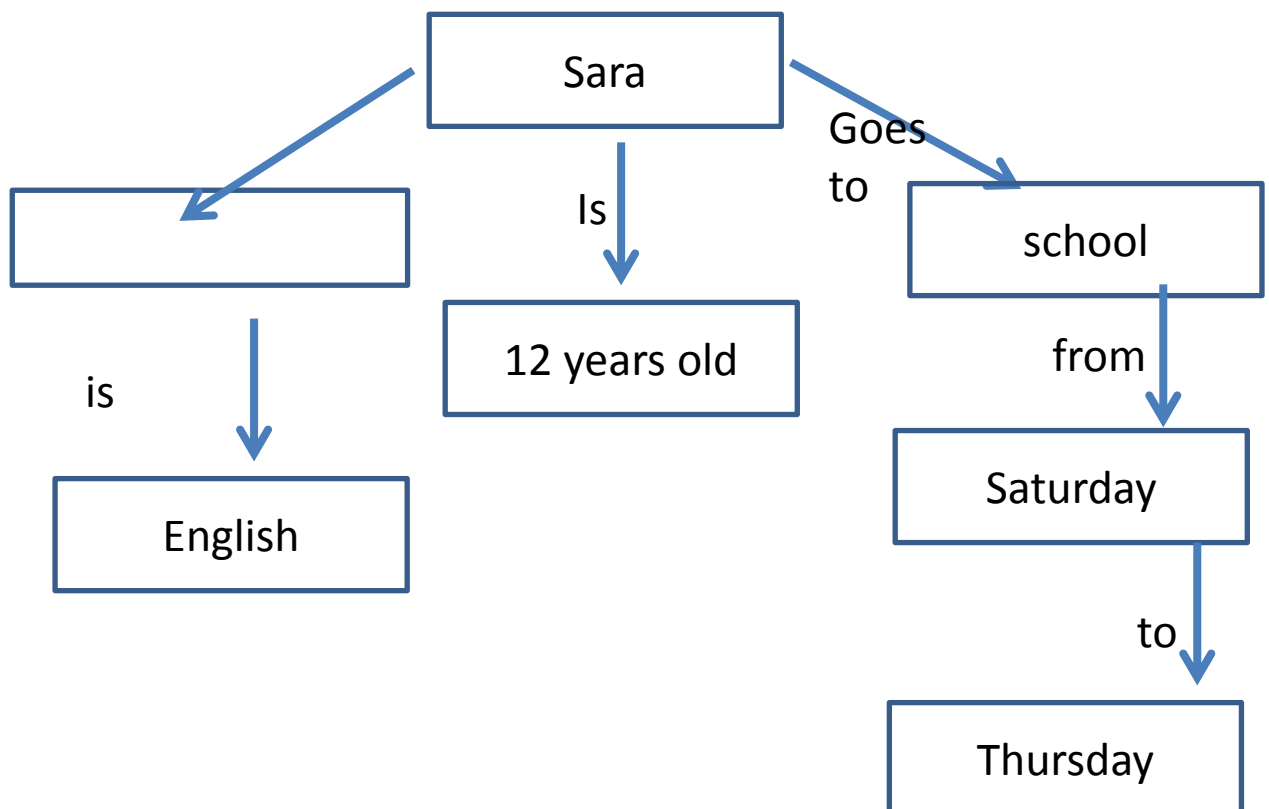 Sara
Goes
to
Is
school
12 years old
from
is
Saturday
English
to
Thursday